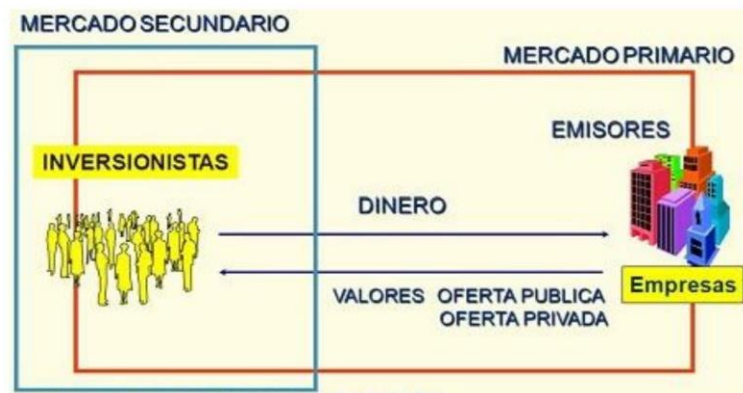 MERCADO SECUNDARIO
MERCADO PRIMARIO
EMISORES
INVERSIONISTAS
DINERO
Empresas
VALORES OFERTA PUBLICA
OFERTA PRIVADA